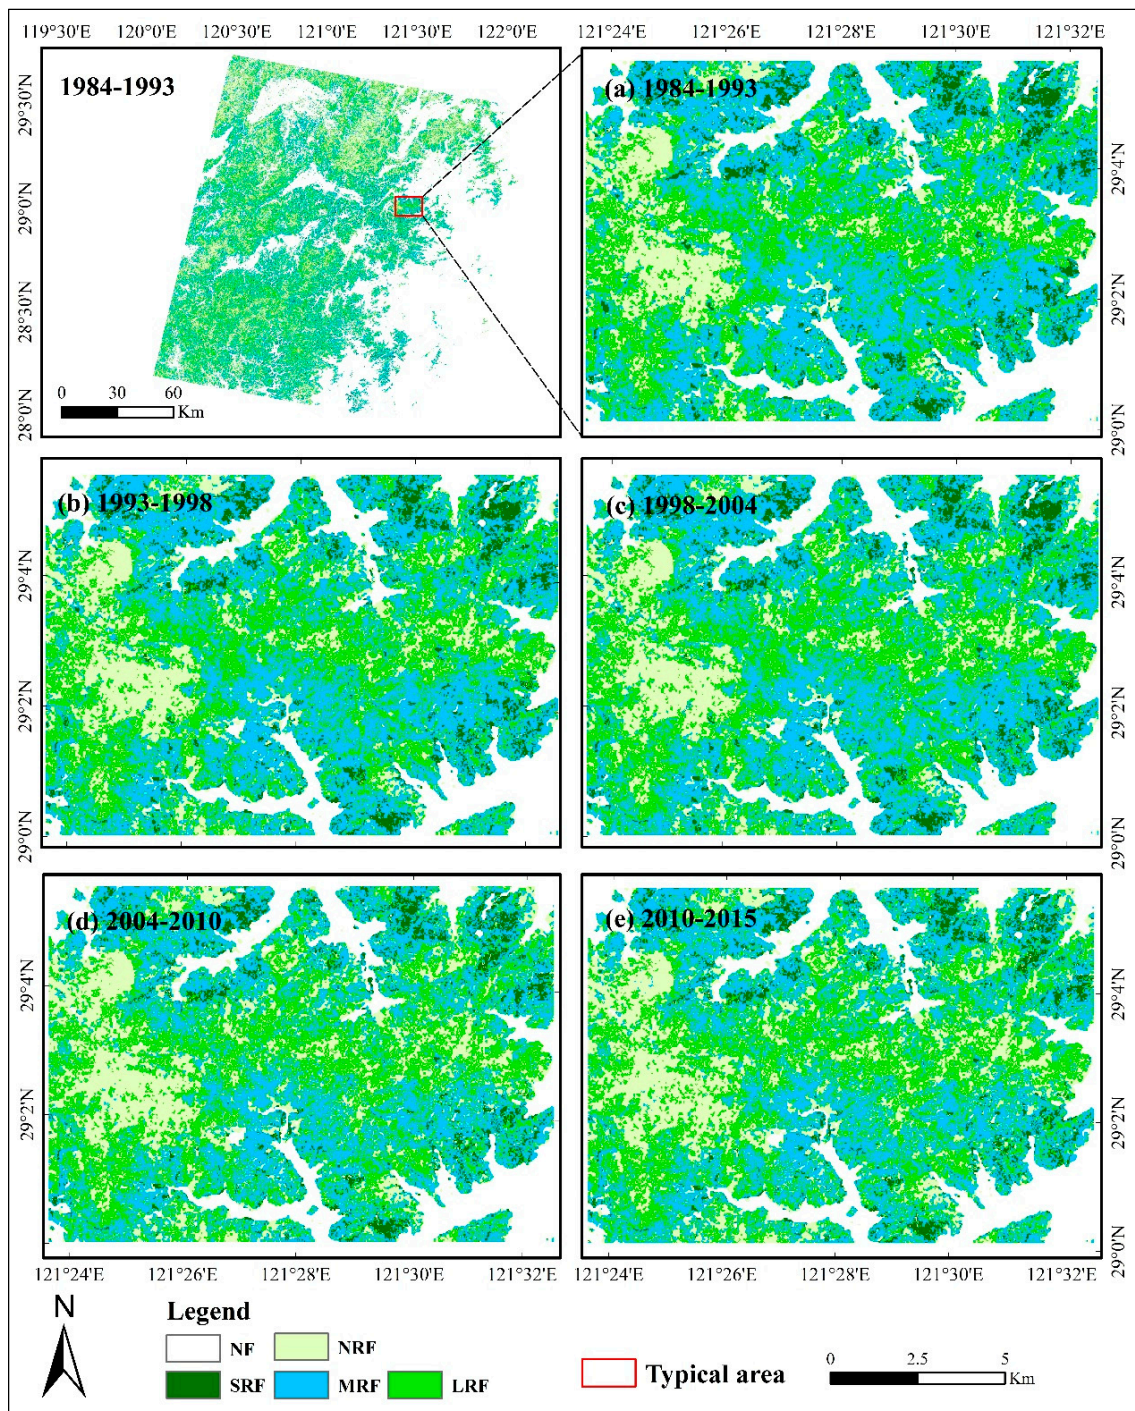 119°30'E 120°0'E 120°30'E 121°0'E 121°30'E 122°0'E
121°24'E 121°26'E 121°28'E 121°30'E 121°32'E
1984-1993
29°30'N
29°0'N
28°30'N
28°0'N
0 30 60
Km
(a) 1984-1993
29°4'N
29°2'N
29°0'N
(b) 1993-1998
29°4'N
29°2'N
29°0'N
(c) 1998-2004
29°4'N
29°2'N
29°0'N
(d) 2004-2010
29°4'N
29°2'N
(e) 2010-2015
29°4'N
29°2'N
29°0'N
121°24'E 121°26'E 121°28'E 121°30'E 121°32'E
121°24'E 121°26'E 121°28'E 121°30'E 121°32'E
N
Legend
NF NRF
SRF MRF LRF
Typical area
0 2.5 5
Km